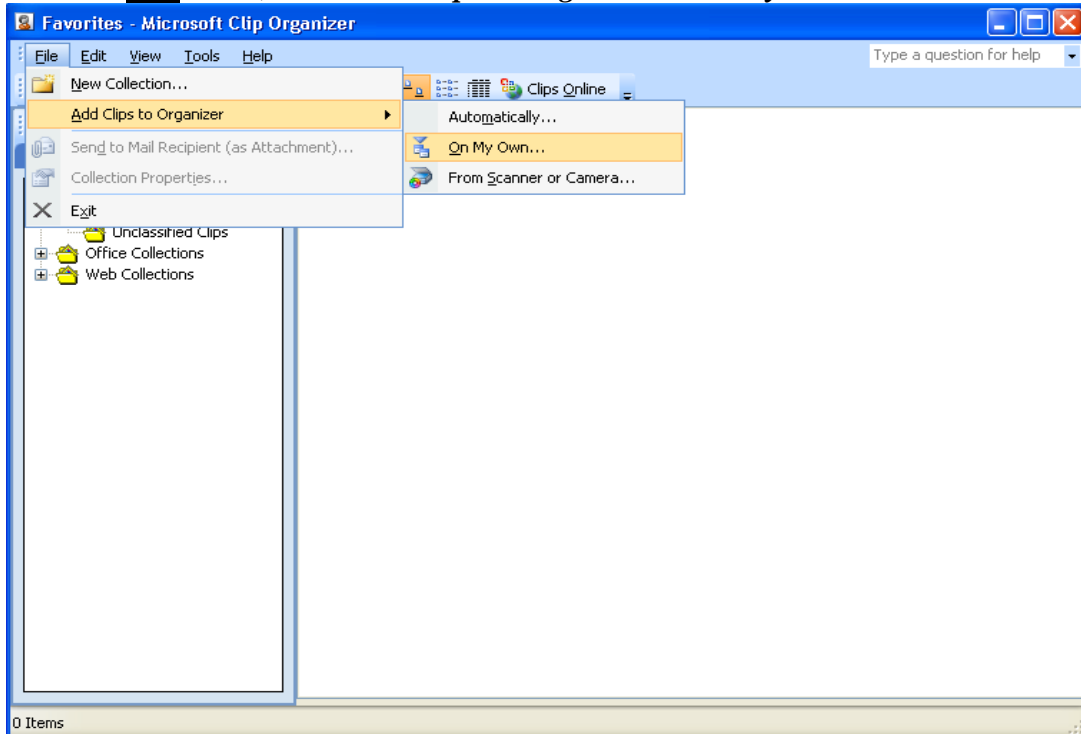 Favorites - Microsoft Clip Organizer
File Edit View Tools Help
Type a question for help
New Collection...
Clips Online
Add Clips to Organizer
Automatically...
Send to Mail Recipient (as Attachment)...
On My Own...
Collection Properties...
From Scanner or Camera...
Exit
Unclassified Clips
Office Collections
Web Collections
0 Items